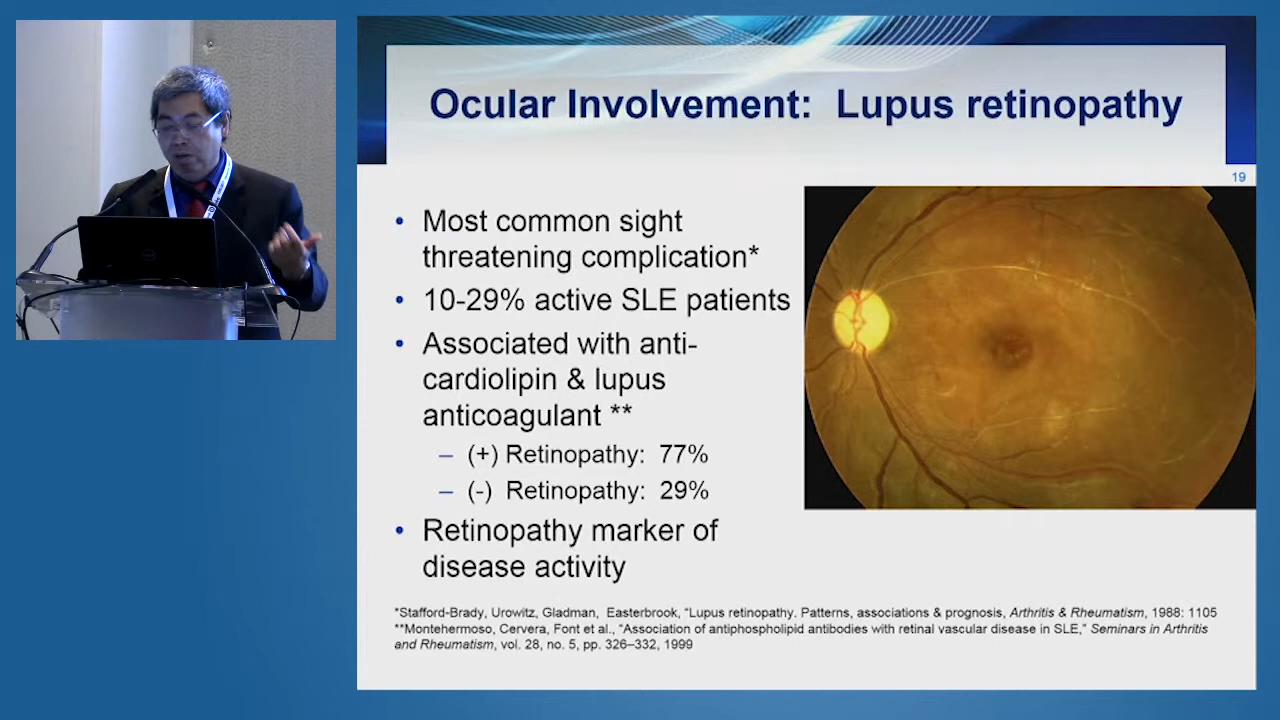 Ocular Involvement: Lupus retinopathy
19
• Most common sight
threatening complication*
• 10-29% active SLE patients
• Associated with anti-
cardiolipin & lupus
anticoagulant **
– (+) Retinopathy: 77%
– (-) Retinopathy: 29%
• Retinopathy marker of
disease activity
*Stafford-Brady, Urowitz, Gladman, Easterbrook, “Lupus retinopathy. Patterns, associations & prognosis, Arthritis & Rheumatism, 1988: 1105
**Montehermoso, Cervera, Font et al., “Association of antiphospholipid antibodies with retinal vascular disease in SLE,” Seminars in Arthritis
and Rheumatism, vol. 28, no. 5, pp. 326–332, 1999